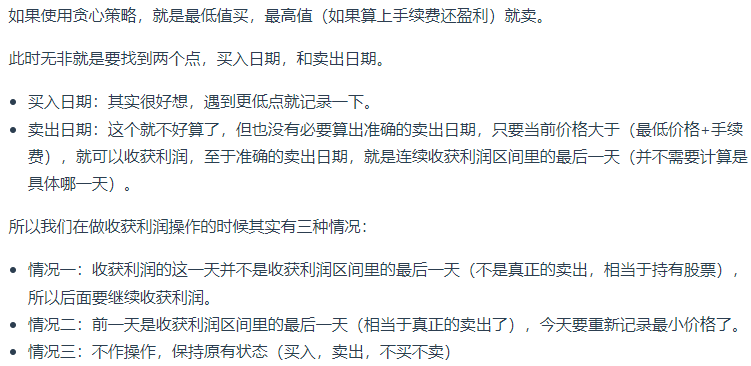 如果使用贪心策略，就是最低值买，最高值（如果算上手续费还盈利）就卖。
此时无非就是要找到两个点，买入日期，和卖出日期。
• 买入日期：其实很好想，遇到更低点就记录一下。
• 卖出日期：这个就不好算了，但也没有必要算出准确的卖出日期，只要当前价格大于（最低价格+手续
费），就可以收获利润，至于准确的卖出日期，就是连续收获利润区间里的最后一天（并不需要计算是
具体哪一天）。
所以我们在做收获利润操作的时候其实有三种情况：
• 情况一：收获利润的这一天并不是收获利润区间里的最后一天（不是真正的卖出，相当于持有股票），
所以后面要继续收获利润。
• 情况二：前一天是收获利润区间里的最后一天（相当于真正的卖出了），今天要重新记录最小价格了。
• 情况三：不作操作，保持原有状态（买入，卖出，不买不卖）